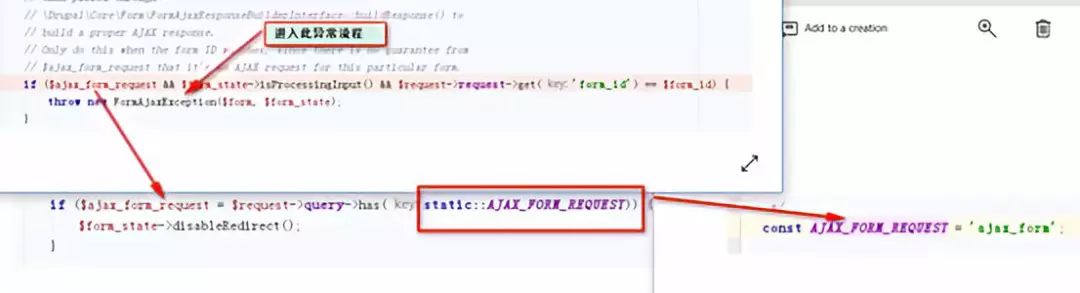 // \Drupal\Core\Form\FormAjaxResponseBuilderInterface::buildResponse() to
// build a proper AJAX response.
进入此异常流程
// Only do this when the form ID since there is no guarantee from
// $ajax_form_request that it's an AJAX request for this particular form.
if ($ajax_form_request && $form_state->isProcessingInput() && $request->request->get( key: 'form_id') == $form_id) {
throw new FormAjaxException($form, $form_state);
}
Add to a creation
if ($ajax_form_request = $request->query->has( key: static::AJAX_FORM_REQUEST)) {
$form_state->disableRedirect();
}
const AJAX_FORM_REQUEST = 'ajax_form';